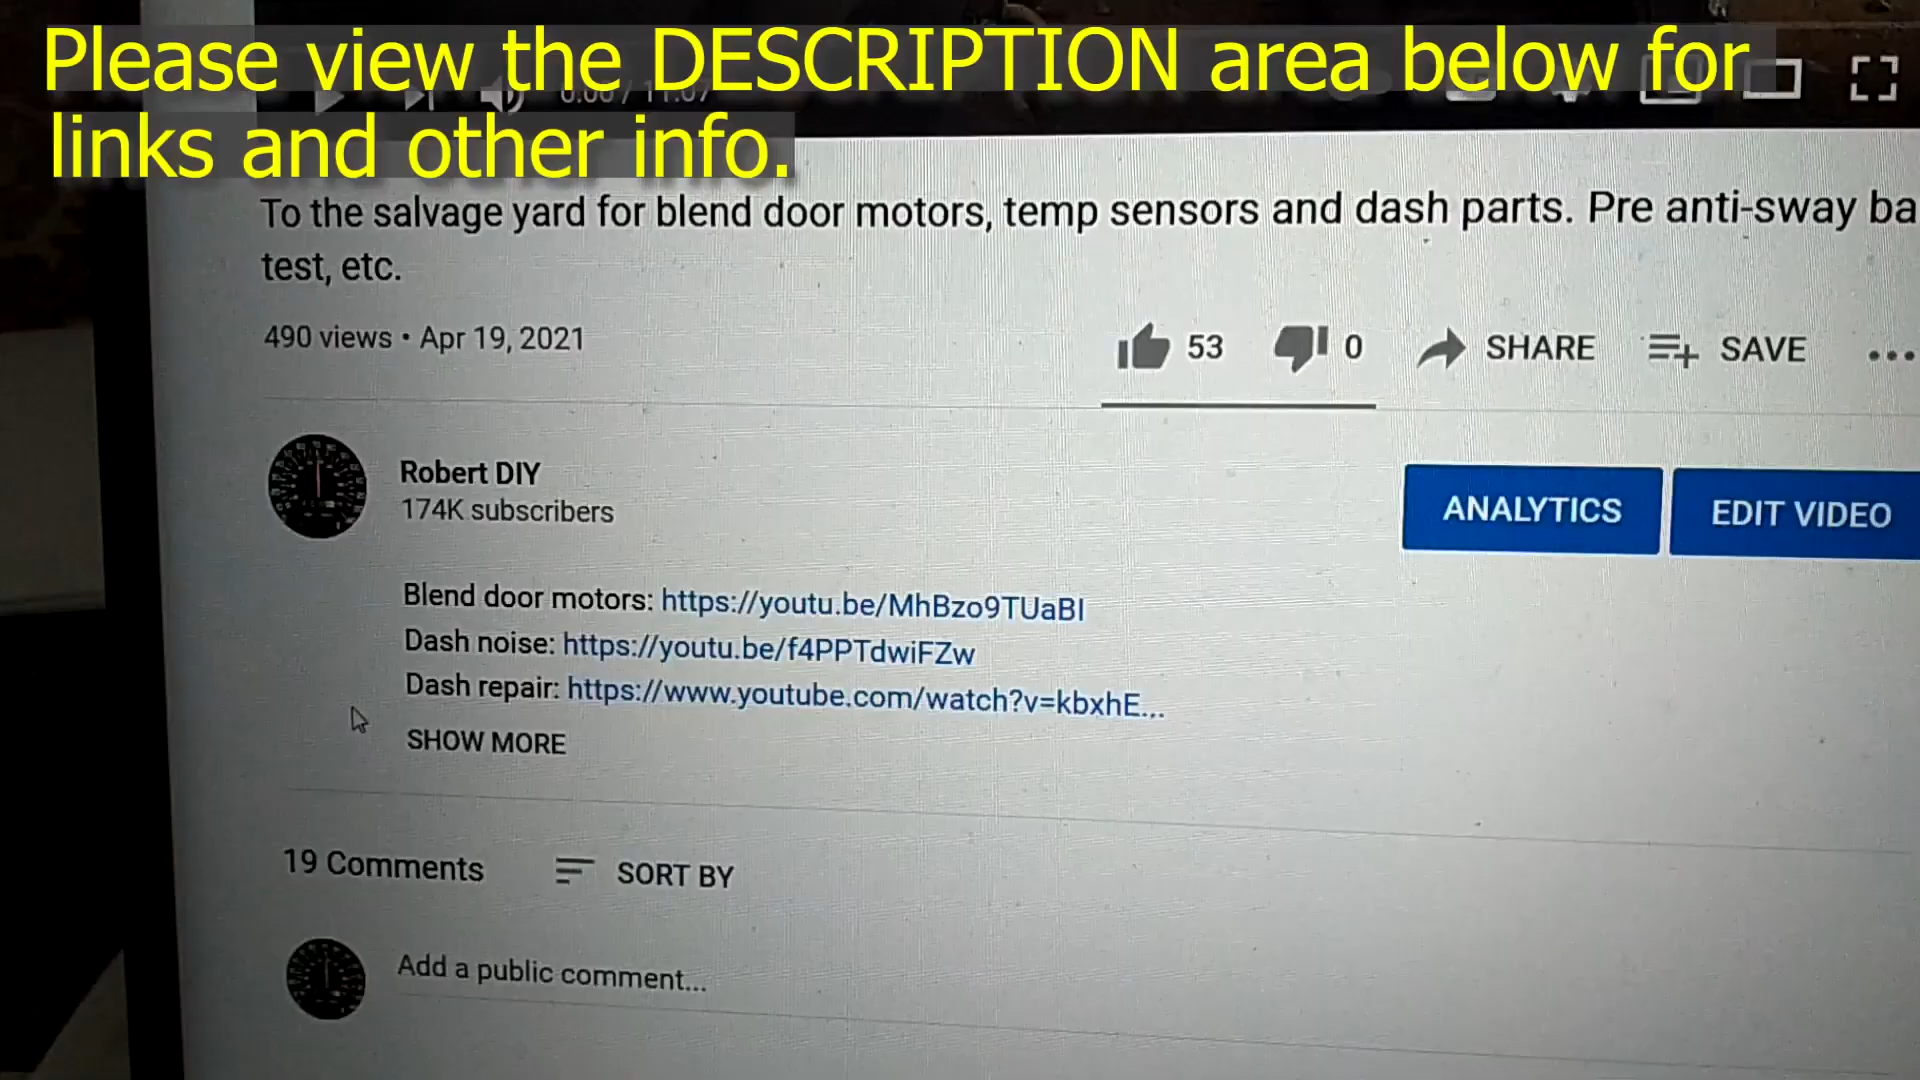 Please view the DESCRIPTION area below for
links and other info.
0:00 / 11:07
To the salvage yard for blend door motors, temp sensors and dash parts. Pre anti-sway ba
test, etc.
490 views • Apr 19, 2021
53 0 SHARE SAVE
Robert DIY
174K subscribers
ANALYTICS EDIT VIDEO
Blend door motors: https://youtu.be/MhBzo9TUaBI
Dash noise: https://youtu.be/f4PPTdwiFZw
Dash repair: https://www.youtube.com/watch?v=kbxhE...
SHOW MORE
19 Comments SORT BY
Add a public comment...